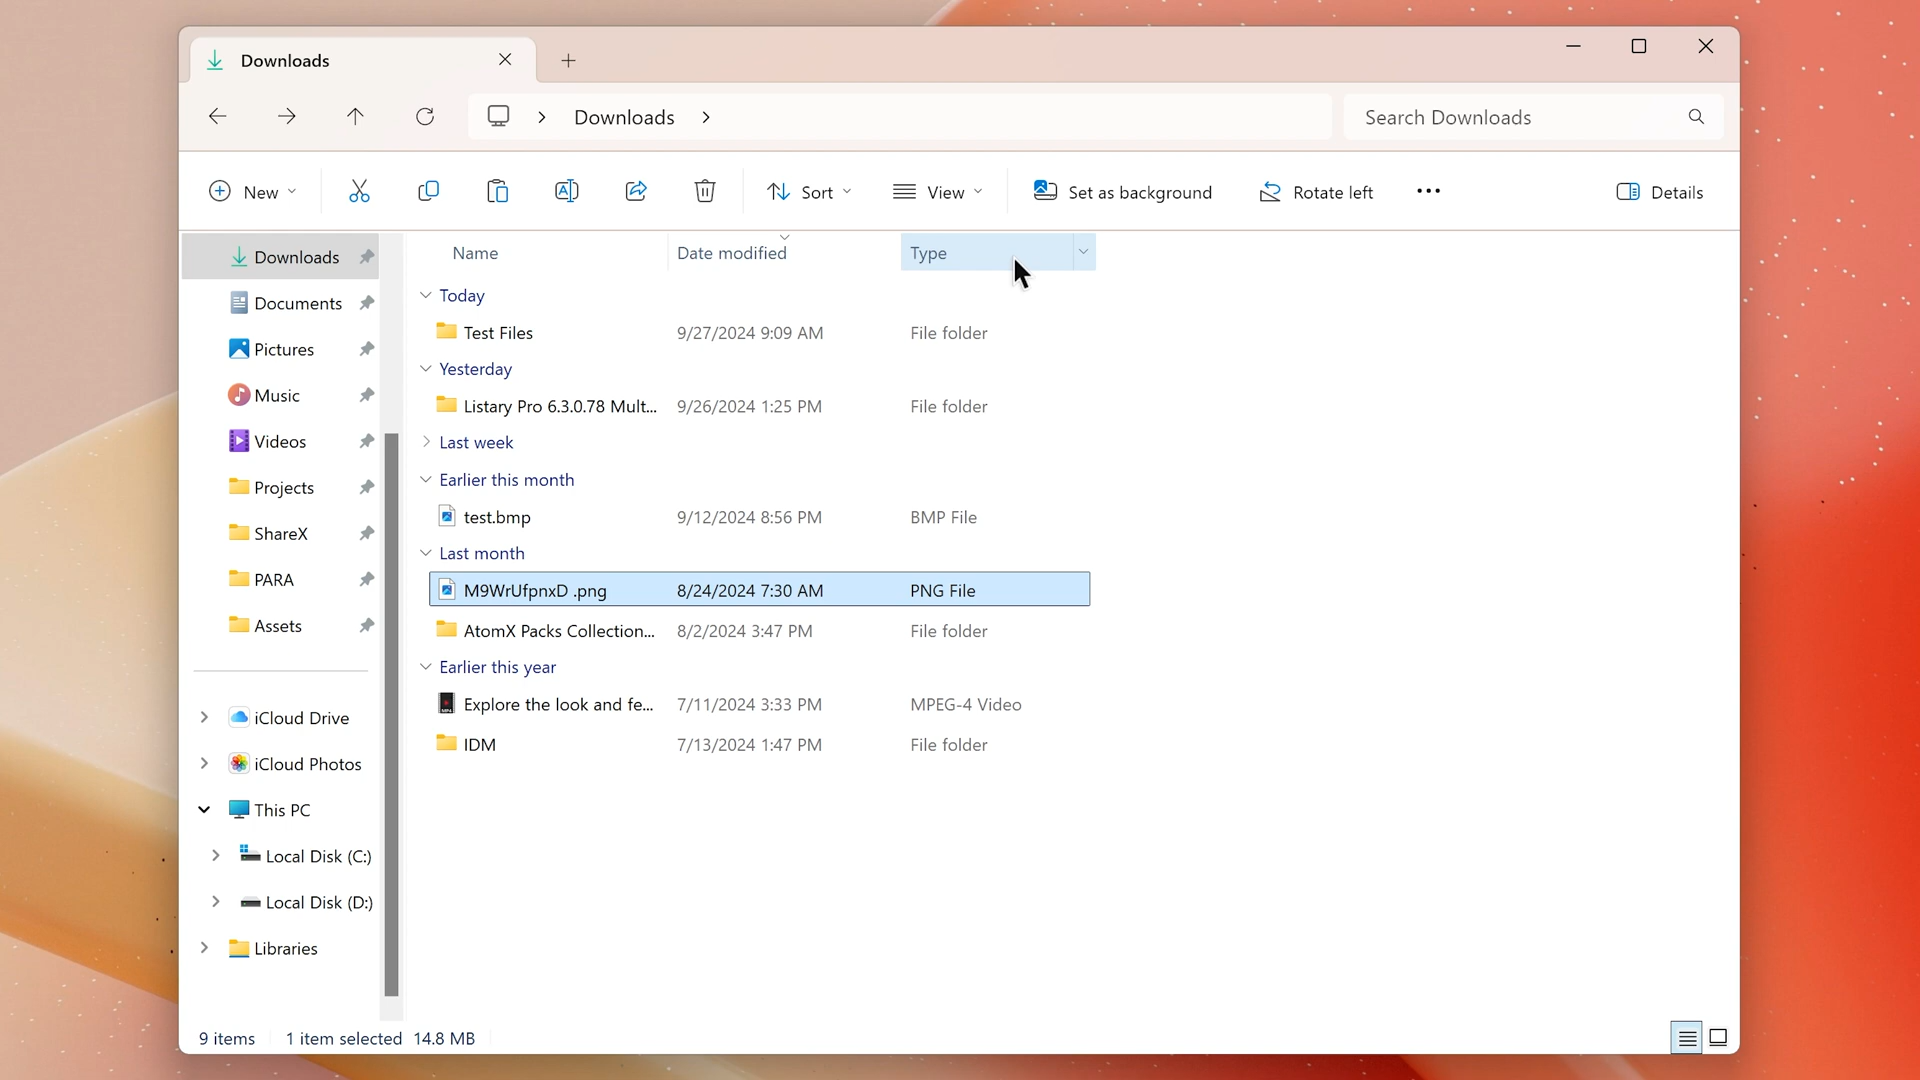 Downloads
Downloads
Search Downloads
New
Sort
View
Set as background
Rotate left
Details
Downloads
Documents
Pictures
Music
Videos
Projects
ShareX
PARA
Assets
iCloud Drive
iCloud Photos
This PC
Local Disk (C:)
Local Disk (D:)
Libraries
Name Date modified Type
Today
Test Files 9/27/2024 9:09 AM File folder
Yesterday
Listary Pro 6.3.0.78 Mult... 9/26/2024 1:25 PM File folder
Last week
Earlier this month
test.bmp 9/12/2024 8:56 PM BMP File
Last month
M9WrUfpnxD .png 8/24/2024 7:30 AM PNG File
AtomX Packs Collection... 8/2/2024 3:47 PM File folder
Earlier this year
Explore the look and fe... 7/11/2024 3:33 PM MPEG-4 Video
IDM 7/13/2024 1:47 PM File folder
9 items 1 item selected 14.8 MB